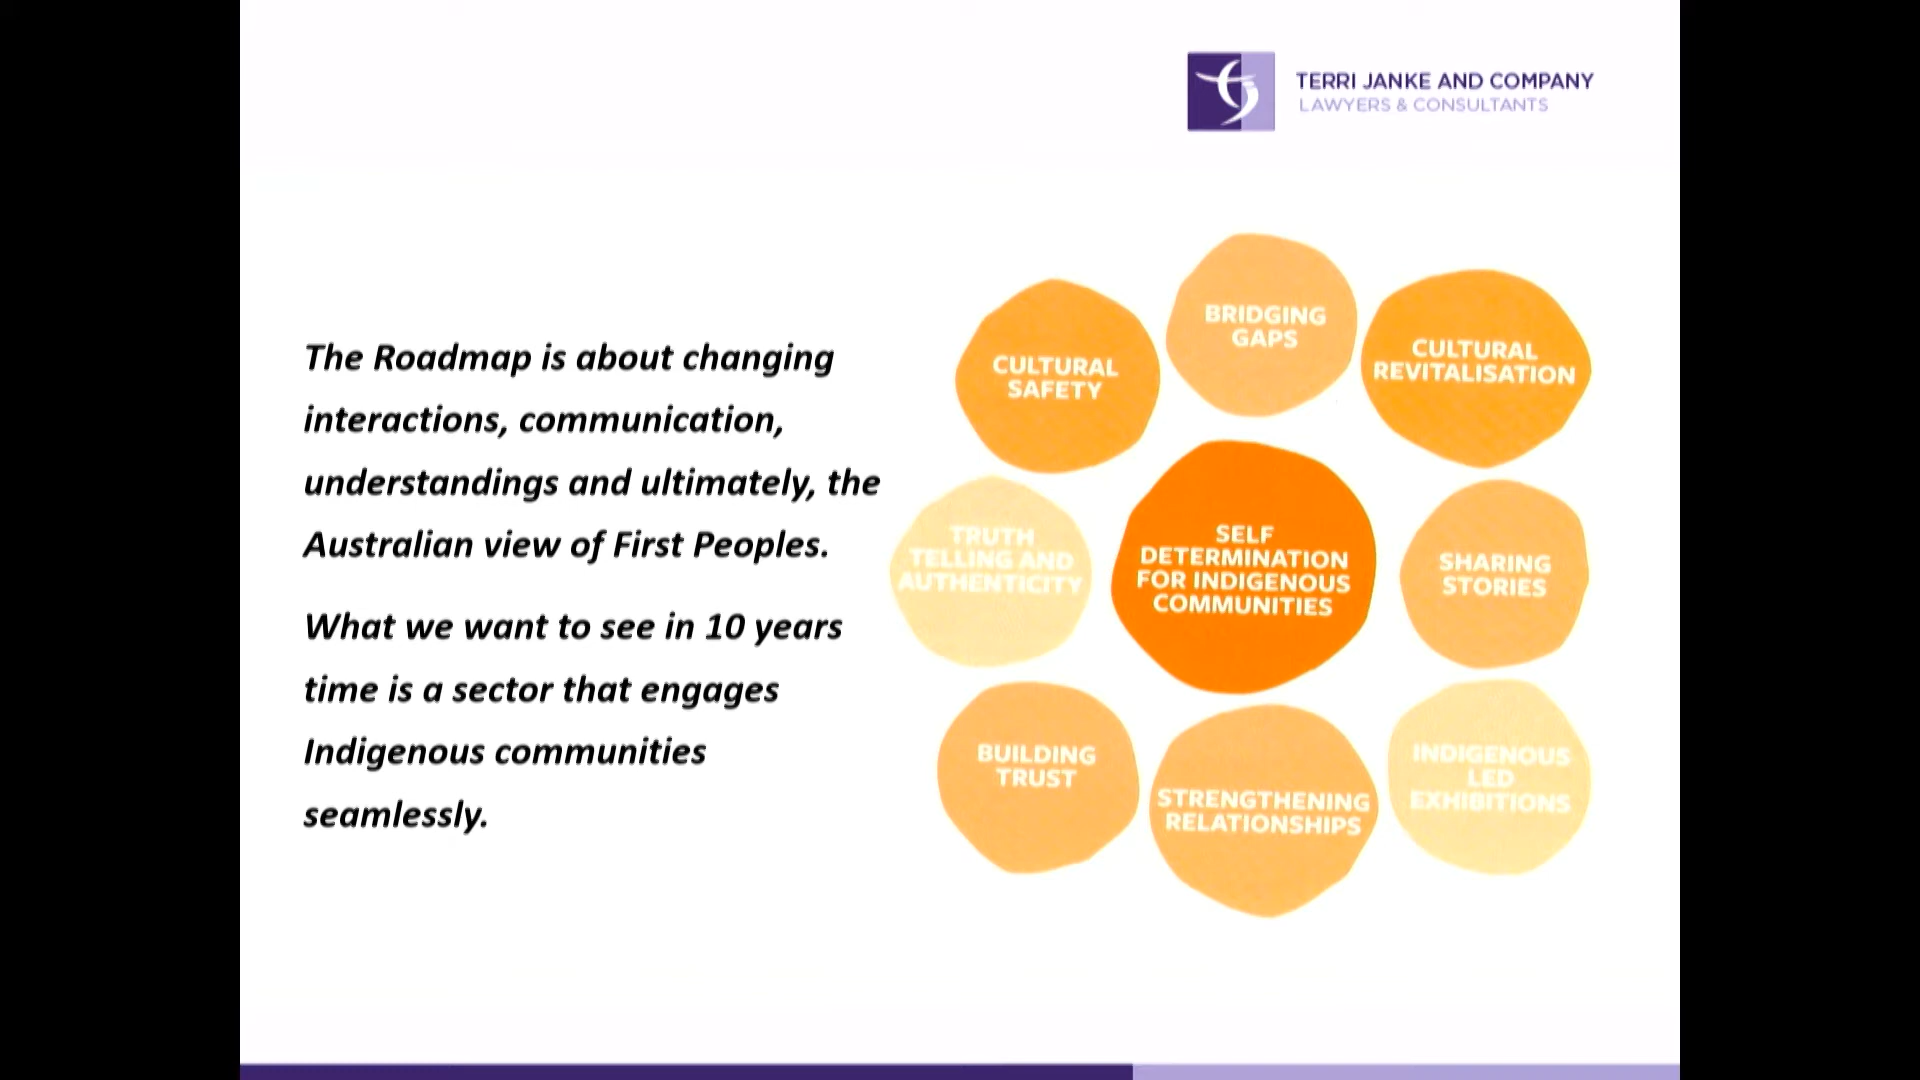 TERRI JANKE AND COMPANY
LAWYERS & CONSULTANTS
The Roadmap is about changing
interactions, communication,
understandings and ultimately, the
Australian view of First Peoples.
What we want to see in 10 years
time is a sector that engages
Indigenous communities
seamlessly.
BRIDGING
GAPS
CULTURAL
SAFETY
CULTURAL
REVITALISATION
TRUTH
TELLING AND
AUTHENTICITY
SELF
DETERMINATION
FOR INDIGENOUS
COMMUNITIES
SHARING
STORIES
BUILDING
TRUST
STRENGTHENING
RELATIONSHIPS
INDIGENOUS
LED
EXHIBITIONS